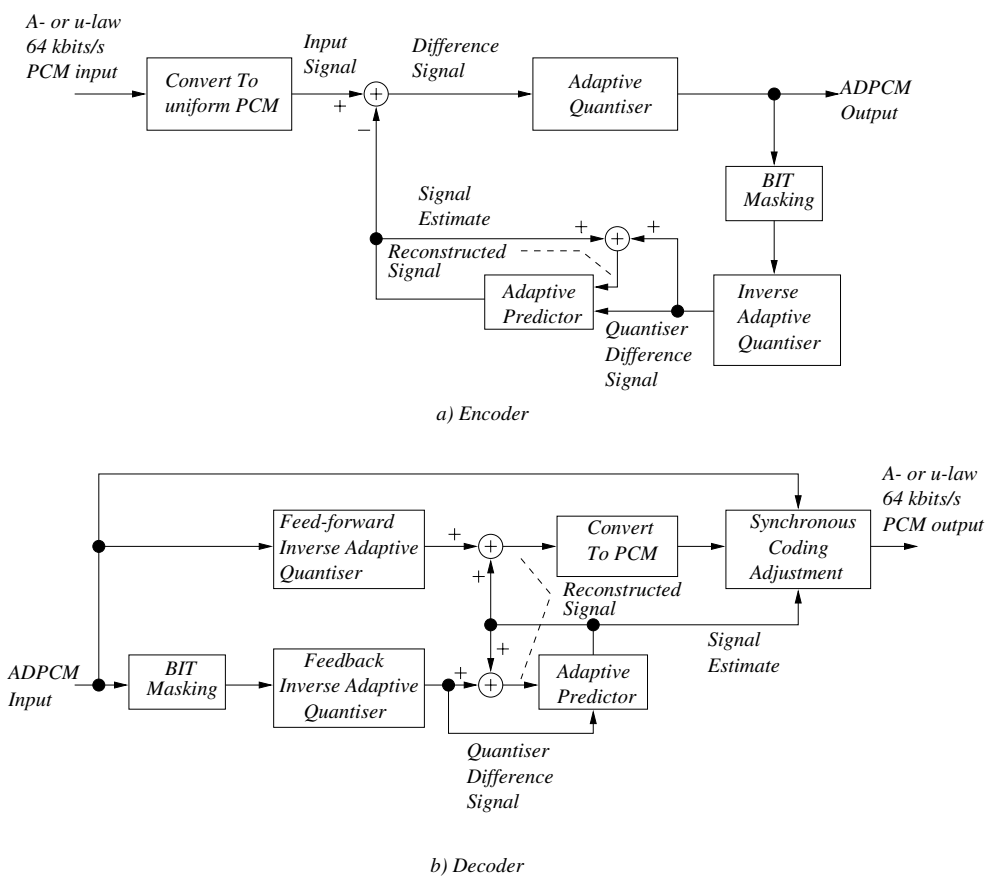 A- or u-law
64 kbits/s
PCM input
Convert To
uniform PCM
Input
Signal
+
−
+
Difference
Signal
Adaptive
Quantiser
ADPCM
Output
BIT
Masking
Signal
Estimate
+
+
+
Reconstructed
Signal
Adaptive
Predictor
Inverse
Adaptive
Quantiser
Quantiser
Difference
Signal
a) Encoder
A- or u-law
64 kbits/s
PCM output
Feed-forward
Inverse Adaptive
Quantiser
+
+
+
Convert
To PCM
Synchronous
Coding
Adjustment
Reconstructed
Signal
Signal
Estimate
ADPCM
Input
BIT
Masking
Feedback
Inverse Adaptive
Quantiser
+
+
+
Adaptive
Predictor
Quantiser
Difference
Signal
b) Decoder